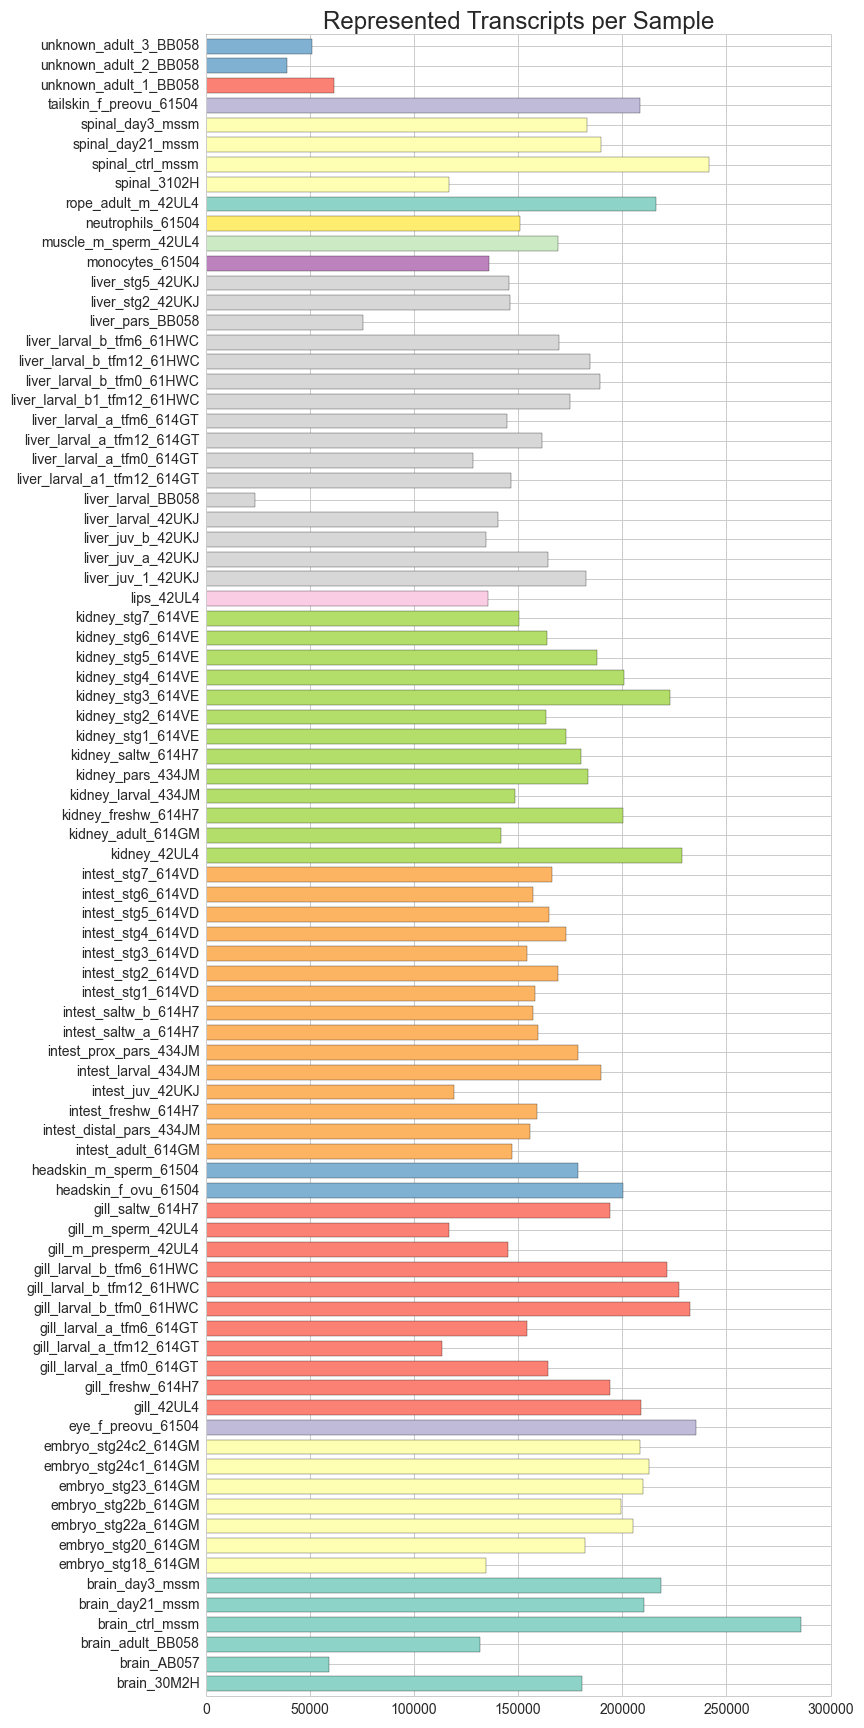 Represented Transcripts per Sample
unknown_adult_3_BB058
unknown_adult_2_BB058
unknown_adult_1_BB058
tailskin_f_preovu_61504
spinal_day3_mssm
spinal_day21_mssm
spinal_ctrl_mssm
spinal_3102H
rope_adult_m_42UL4
neutrophils_61504
muscle_m_sperm_42UL4
monocytes_61504
liver_stg5_42UKJ
liver_stg2_42UKJ
liver_pars_BB058
liver_larval_b_tfm6_61HWC
liver_larval_b_tfm12_61HWC
liver_larval_b_tfm0_61HWC
liver_larval_b1_tfm12_61HWC
liver_larval_a_tfm6_614GT
liver_larval_a_tfm12_614GT
liver_larval_a_tfm0_614GT
liver_larval_a1_tfm12_614GT
liver_larval_BB058
liver_larval_42UKJ
liver_juv_b_42UKJ
liver_juv_a_42UKJ
liver_juv_1_42UKJ
lips_42UL4
kidney_stg7_614VE
kidney_stg6_614VE
kidney_stg5_614VE
kidney_stg4_614VE
kidney_stg3_614VE
kidney_stg2_614VE
kidney_stg1_614VE
kidney_saltw_614H7
kidney_pars_434JM
kidney_larval_434JM
kidney_freshw_614H7
kidney_adult_614GM
kidney_42UL4
intest_stg7_614VD
intest_stg6_614VD
intest_stg5_614VD
intest_stg4_614VD
intest_stg3_614VD
intest_stg2_614VD
intest_stg1_614VD
intest_saltw_b_614H7
intest_saltw_a_614H7
intest_prox_pars_434JM
intest_larval_434JM
intest_juv_42UKJ
intest_freshw_614H7
intest_distal_pars_434JM
intest_adult_614GM
headskin_m_sperm_61504
headskin_f_ovu_61504
gill_saltw_614H7
gill_m_sperm_42UL4
gill_m_presperm_42UL4
gill_larval_b_tfm6_61HWC
gill_larval_b_tfm12_61HWC
gill_larval_b_tfm0_61HWC
gill_larval_a_tfm6_614GT
gill_larval_a_tfm12_614GT
gill_larval_a_tfm0_614GT
gill_freshw_614H7
gill_42UL4
eye_f_preovu_61504
embryo_stg24c2_614GM
embryo_stg24c1_614GM
embryo_stg23_614GM
embryo_stg22b_614GM
embryo_stg22a_614GM
embryo_stg20_614GM
embryo_stg18_614GM
brain_day3_mssm
brain_day21_mssm
brain_ctrl_mssm
brain_adult_BB058
brain_AB057
brain_30M2H
0 50000 100000 150000 200000 250000 300000